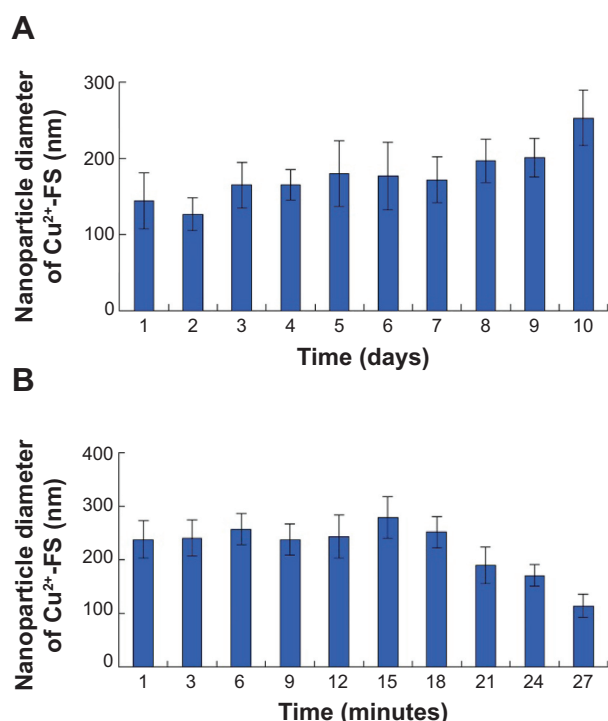 A
Nanoparticle diameter
of Cu²⁺-FS (nm)
300
200
100
0
1 2 3 4 5 6 7 8 9 10
Time (days)
B
Nanoparticle diameter
of Cu²⁺-FS (nm)
400
300
200
100
0
1 3 6 9 12 15 18 21 24 27
Time (minutes)